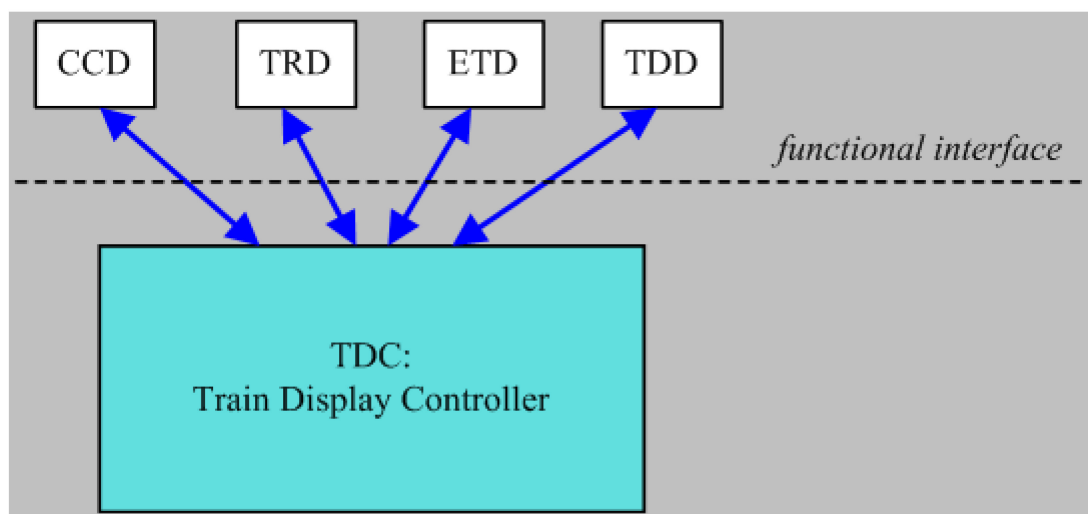 CCD TRD ETD TDD
functional interface
TDC:
Train Display Controller